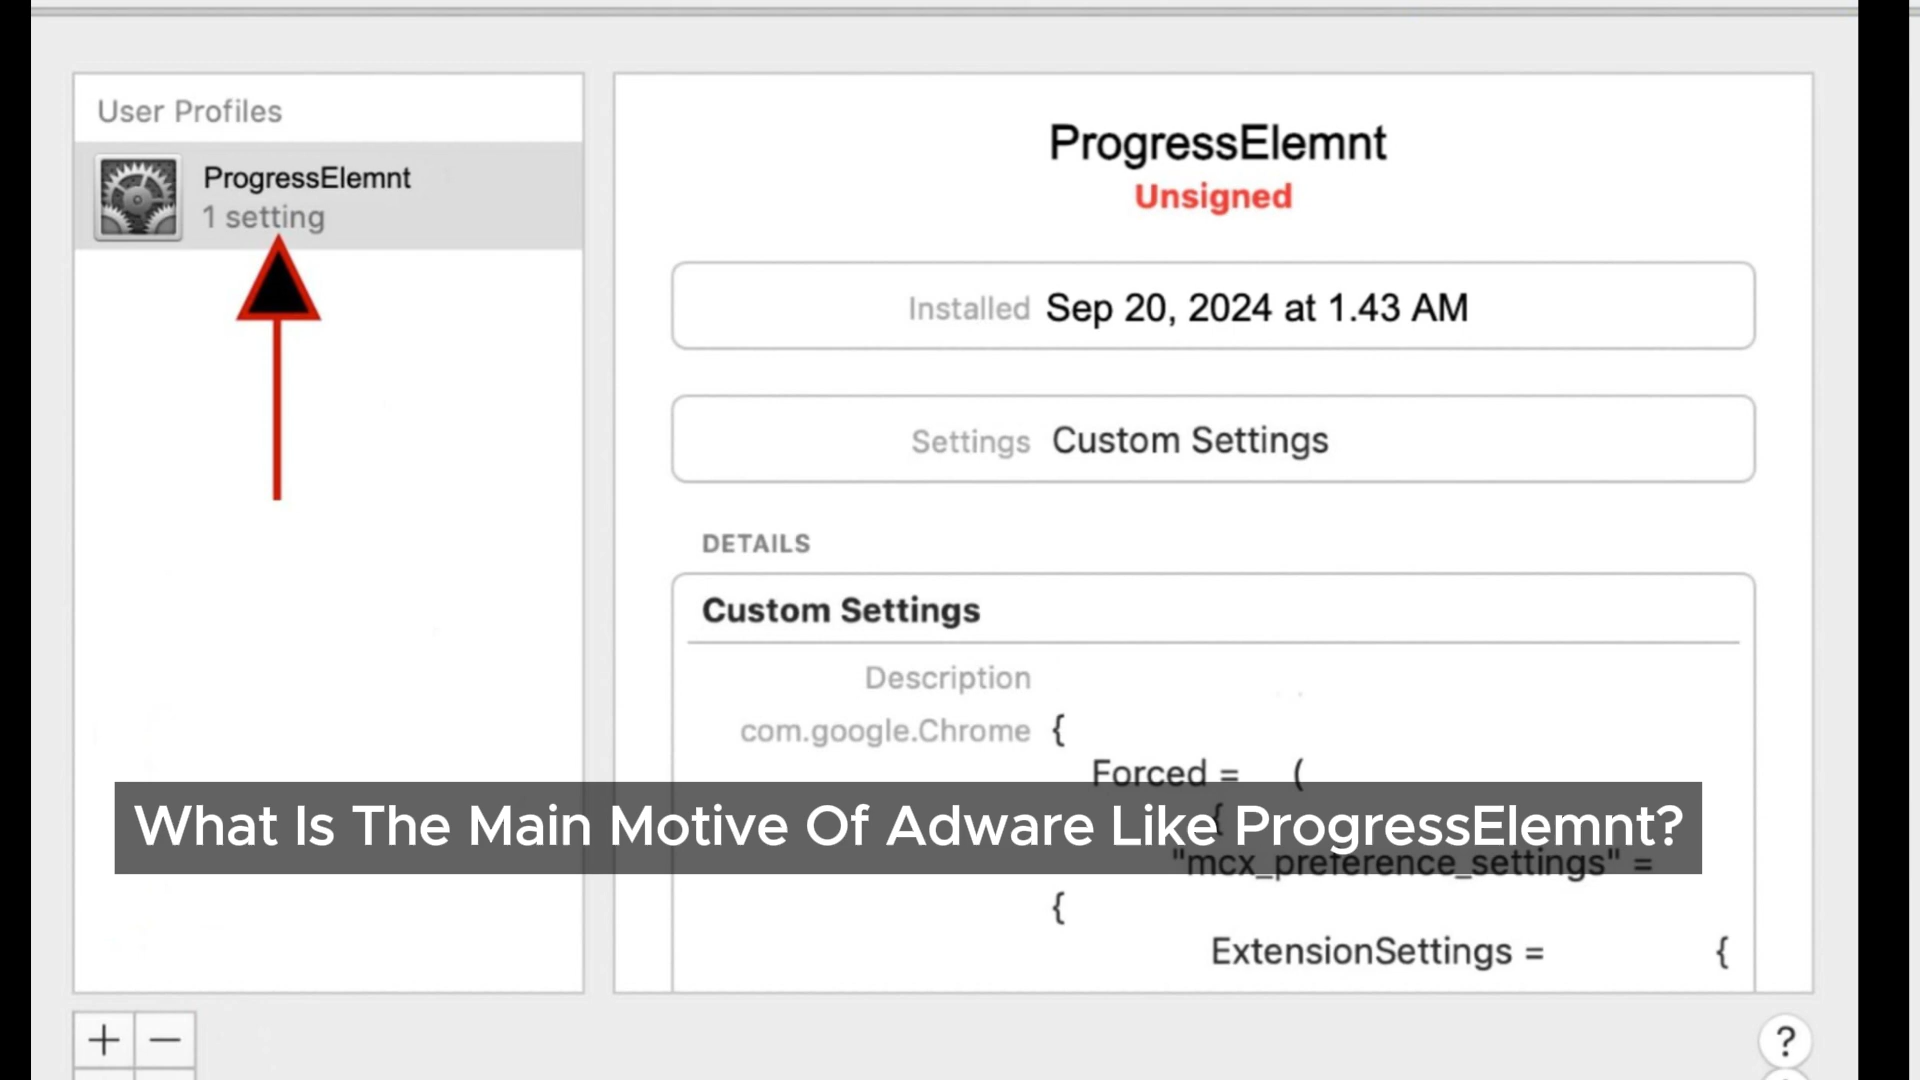 User Profiles
ProgressElemnt
1 setting
ProgressElemnt
Unsigned
Installed Sep 20, 2024 at 1.43 AM
Settings Custom Settings
DETAILS
Custom Settings
Description
com.google.Chrome {
Forced = (
{
What Is The Main Motive Of Adware Like ProgressElemnt?
"mcx_preference_settings" =
{
ExtensionSettings = {
+ −
?